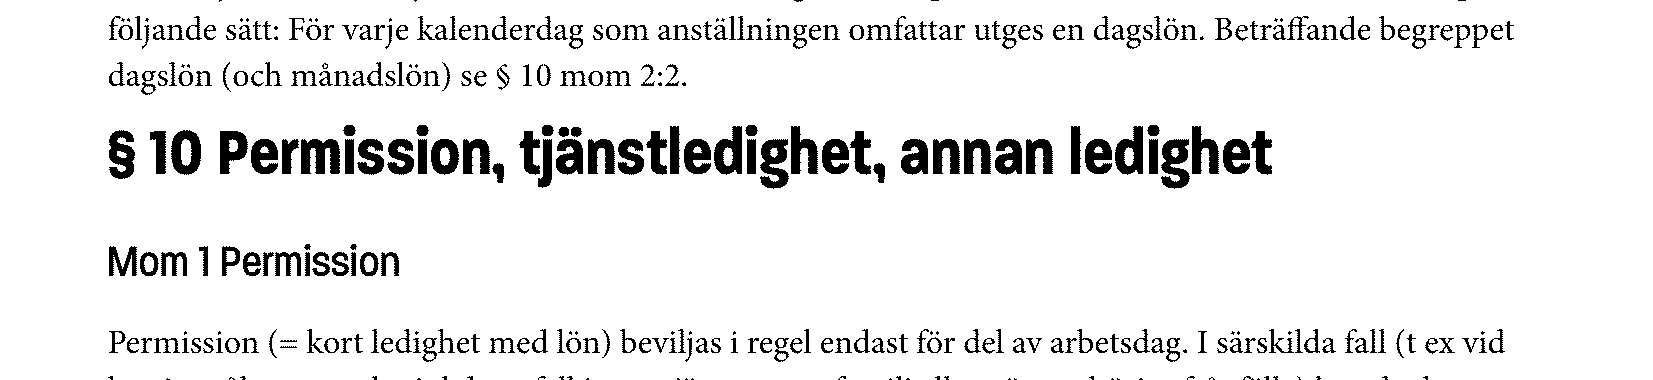 följande sätt: För varje kalenderdag som anställningen omfattar utges en dagslön. Beträffande begreppet
dagslön (och månadslön) se § 10 mom 2:2.
§ 10 Permission, tjänstledighet, annan ledighet
Mom 1 Permission
Permission (= kort ledighet med lön) beviljas i regel endast för del av arbetsdag. I särskilda fall (t ex vid